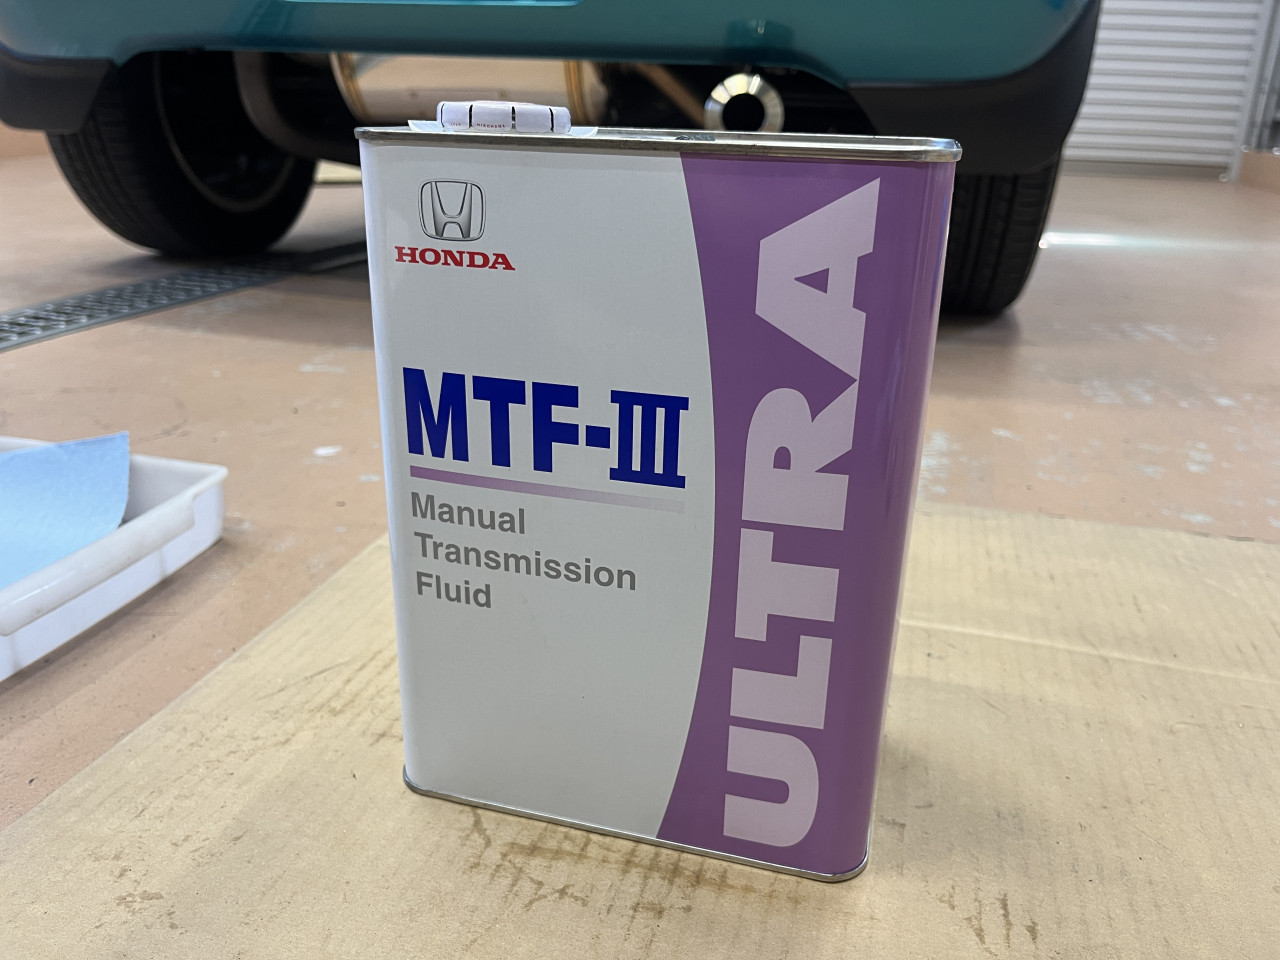 HONDA
MTF-III
Manual
Transmission
Fluid
ULTRA